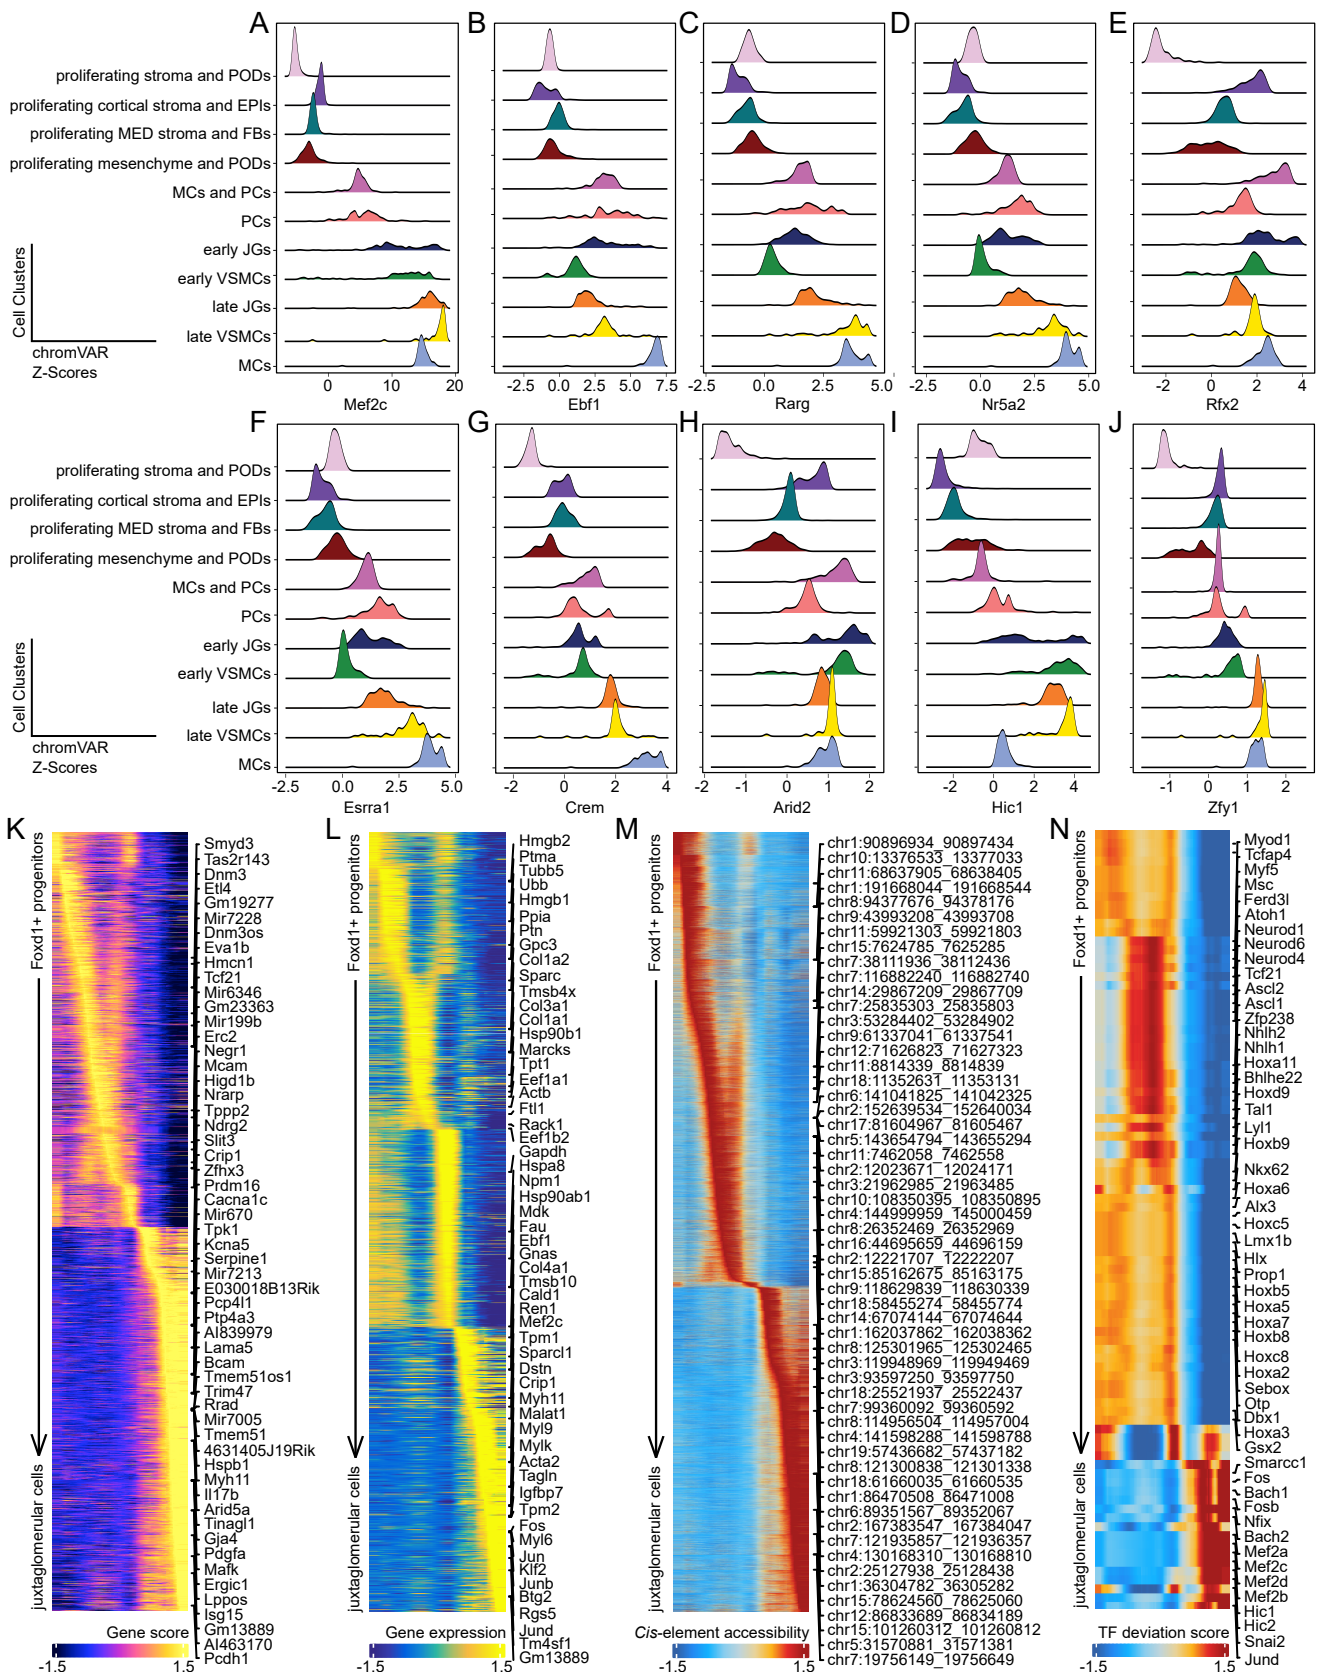 A B C D E
proliferating stroma and PODs
proliferating cortical stroma and EPIs
proliferating MED stroma and FBs
proliferating mesenchyme and PODs
MCs and PCs
PCs
early JGs
early VSMCs
late JGs
late VSMCs
MCs
Cell Clusters
chromVAR
Z-Scores
0 10 20
Mef2c
-2.5 0.0 2.5 5.0 7.5
Ebf1
-2.5 0.0 2.5 5.0
Rarg
-2.5 0.0 2.5 5.0
Nr5a2
-2 0 2 4
Rfx2
F G H I J
proliferating stroma and PODs
proliferating cortical stroma and EPIs
proliferating MED stroma and FBs
proliferating mesenchyme and PODs
MCs and PCs
PCs
early JGs
early VSMCs
late JGs
late VSMCs
MCs
Cell Clusters
chromVAR
Z-Scores
-2.5 0.0 2.5 5.0
Esrra1
-2 0 2 4
Crem
-2 -1 0 1 2
Arid2
-2 0 2 4
Hic1
-1 0 1 2
Zfy1
K
Foxd1+ progenitors
juxtaglomerular cells
Smyd3
Tas2r143
Dnm3
Etl4
Gm19277
Mir7228
Dnm3os
Eva1b
Hmcn1
Tcf21
Mir6346
Gm23363
Mir199b
Erc2
Negr1
Mcam
Higd1b
Nrarp
Tppp2
Ndrg2
Slit3
Crip1
Zfhx3
Prdm16
Cacna1c
Mir670
Tpk1
Kcna5
Serpine1
Mir7213
E030018B13Rik
Pcp4l1
Ptp4a3
AI839979
Lama5
Bcam
Tmem51os1
Trim47
Rrad
Mir7005
Tmem51
4631405J19Rik
Hspb1
Myh11
Il17b
Arid5a
Tinagl1
Gja4
Pdgfa
Mafk
Ergic1
Lppos
Isg15
Gm13889
AI463170
Pcdh1
Gene score
-1.5 1.5
L
Foxd1+ progenitors
juxtaglomerular cells
Hmgb2
Ptma
Tubb5
Ubb
Hmgb1
Ppia
Ptn
Gpc3
Col1a2
Sparc
Tmsb4x
Col3a1
Col1a1
Hsp90b1
Marcks
Tpt1
Eef1a1
Actb
Ftl1
Rack1
Eef1b2
Gapdh
Hspa8
Npm1
Hsp90ab1
Mdk
Fau
Ebf1
Gnas
Col4a1
Tmsb10
Cald1
Ren1
Mef2c
Tpm1
Sparcl1
Dstn
Crip1
Myh11
Malat1
Myl9
Mylk
Acta2
Tagln
Igfbp7
Tpm2
Fos
Myl6
Jun
Klf2
Junb
Btg2
Rgs5
Jund
Tm4sf1
Gm13889
Gene expression
-1.5 1.5
M
Foxd1+ progenitors
juxtaglomerular cells
chr1:90896934_90897434
chr10:13376533_13377033
chr11:68637905_68638405
chr1:191668044_191668544
chr8:94377676_94378176
chr9:43993208_43993708
chr11:59921303_59921803
chr15:7624785_7625285
chr7:38111936_38112436
chr7:116882240_116882740
chr14:29867209_29867709
chr7:25835303_25835803
chr3:53284402_53284902
chr9:61337041_61337541
chr12:71626823_71627323
chr11:8814339_8814839
chr18:11352631_11353131
chr6:141041825_141042325
chr2:152639534_152640034
chr17:81604967_81605467
chr5:143654794_143655294
chr11:7462058_7462558
chr2:12023671_12024171
chr3:21962985_21963485
chr10:108350395_108350895
chr4:144999959_145000459
chr8:26352469_26352969
chr16:44695659_44696159
chr2:12221707_12222207
chr15:85162675_85163175
chr9:118629839_118630339
chr18:58455274_58455774
chr14:67074144_67074644
chr1:162037862_162038362
chr8:125301965_125302465
chr3:119948969_119949469
chr3:93597250_93597750
chr18:25521937_25522437
chr7:99360092_99360592
chr8:114956504_114957004
chr4:141598288_141598788
chr19:57436682_57437182
chr8:121300838_121301338
chr18:61660035_61660535
chr1:86470508_86471008
chr6:89351567_89352067
chr2:167383547_167384047
chr7:121935857_121936357
chr4:130168310_130168810
chr2:25127938_25128438
chr1:36304782_36305282
chr15:78624560_78625060
chr12:86833689_86834189
chr15:101260312_101260812
chr5:31570881_31571381
chr7:19756149_19756649
Cis-element accessibility
-1.5 1.5
N
Foxd1+ progenitors
juxtaglomerular cells
Myod1
Tcfap4
Myf5
Msc
Ferd3l
Atoh1
Neurod1
Neurod6
Neurod4
Tcf21
Ascl2
Ascl1
Zfp238
Nhlh2
Nhlh1
Hoxa11
Bhlhe22
Hoxd9
Tal1
Lyl1
Hoxb9
Nkx62
Hoxa6
Alx3
Hoxc5
Lmx1b
Hlx
Prop1
Hoxb5
Hoxa5
Hoxa7
Hoxb8
Hoxc8
Hoxa2
Sebox
Otp
Dbx1
Hoxa3
Gsx2
Smarcc1
Fos
Bach1
Fosb
Nfix
Bach2
Mef2a
Mef2c
Mef2d
Mef2b
Hic1
Hic2
Snai2
Jund
TF deviation score
-1.5 1.5